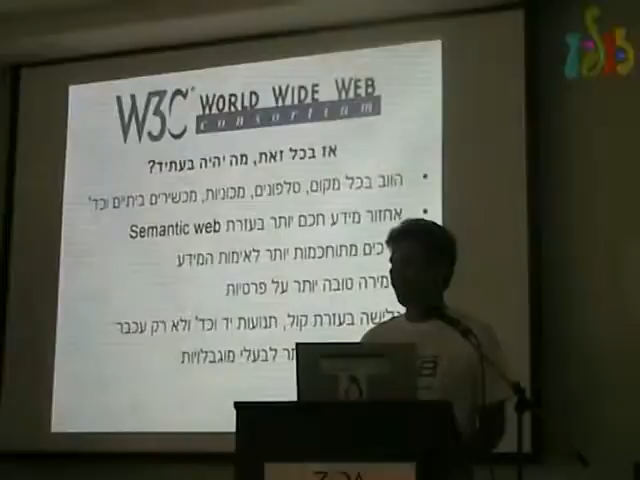 W3C® WORLD WIDE WEB
consortium
אז בכל זאת, מה יהיה בעתיד?
• הווב בכל מקום, טלפונים, מכוניות, מכשירים ביתיים וכד'
• אחזור מידע חכם יותר בעזרת Semantic web
מתוחכמות יותר לאימות המידע
טובה יותר על פרטיות
בעזרת קול, תנועות יד וכד' ולא רק עכבר
לבעלי מוגבלויות